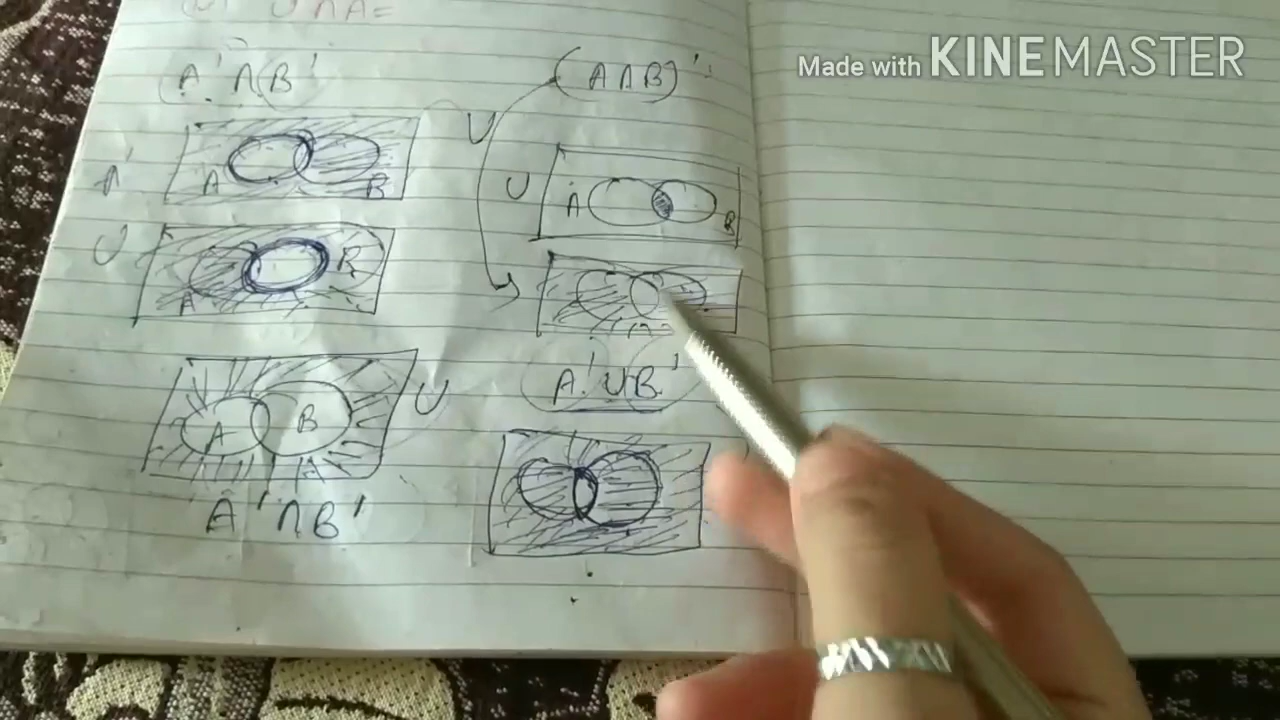 U ∩ A =
Made with KINEMASTER
A' ∩ B'
(A ∩ B)'
A'
A
B
U
U
A
B
U
A
B
A' ∪ B'
A
B
U
A' ∩ B'